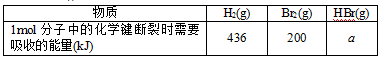 物质 H₂(g) Br₂(g) HBr(g)
1mol 分子中的化学键断裂时需要
吸收的能量(kJ) 436 200 a